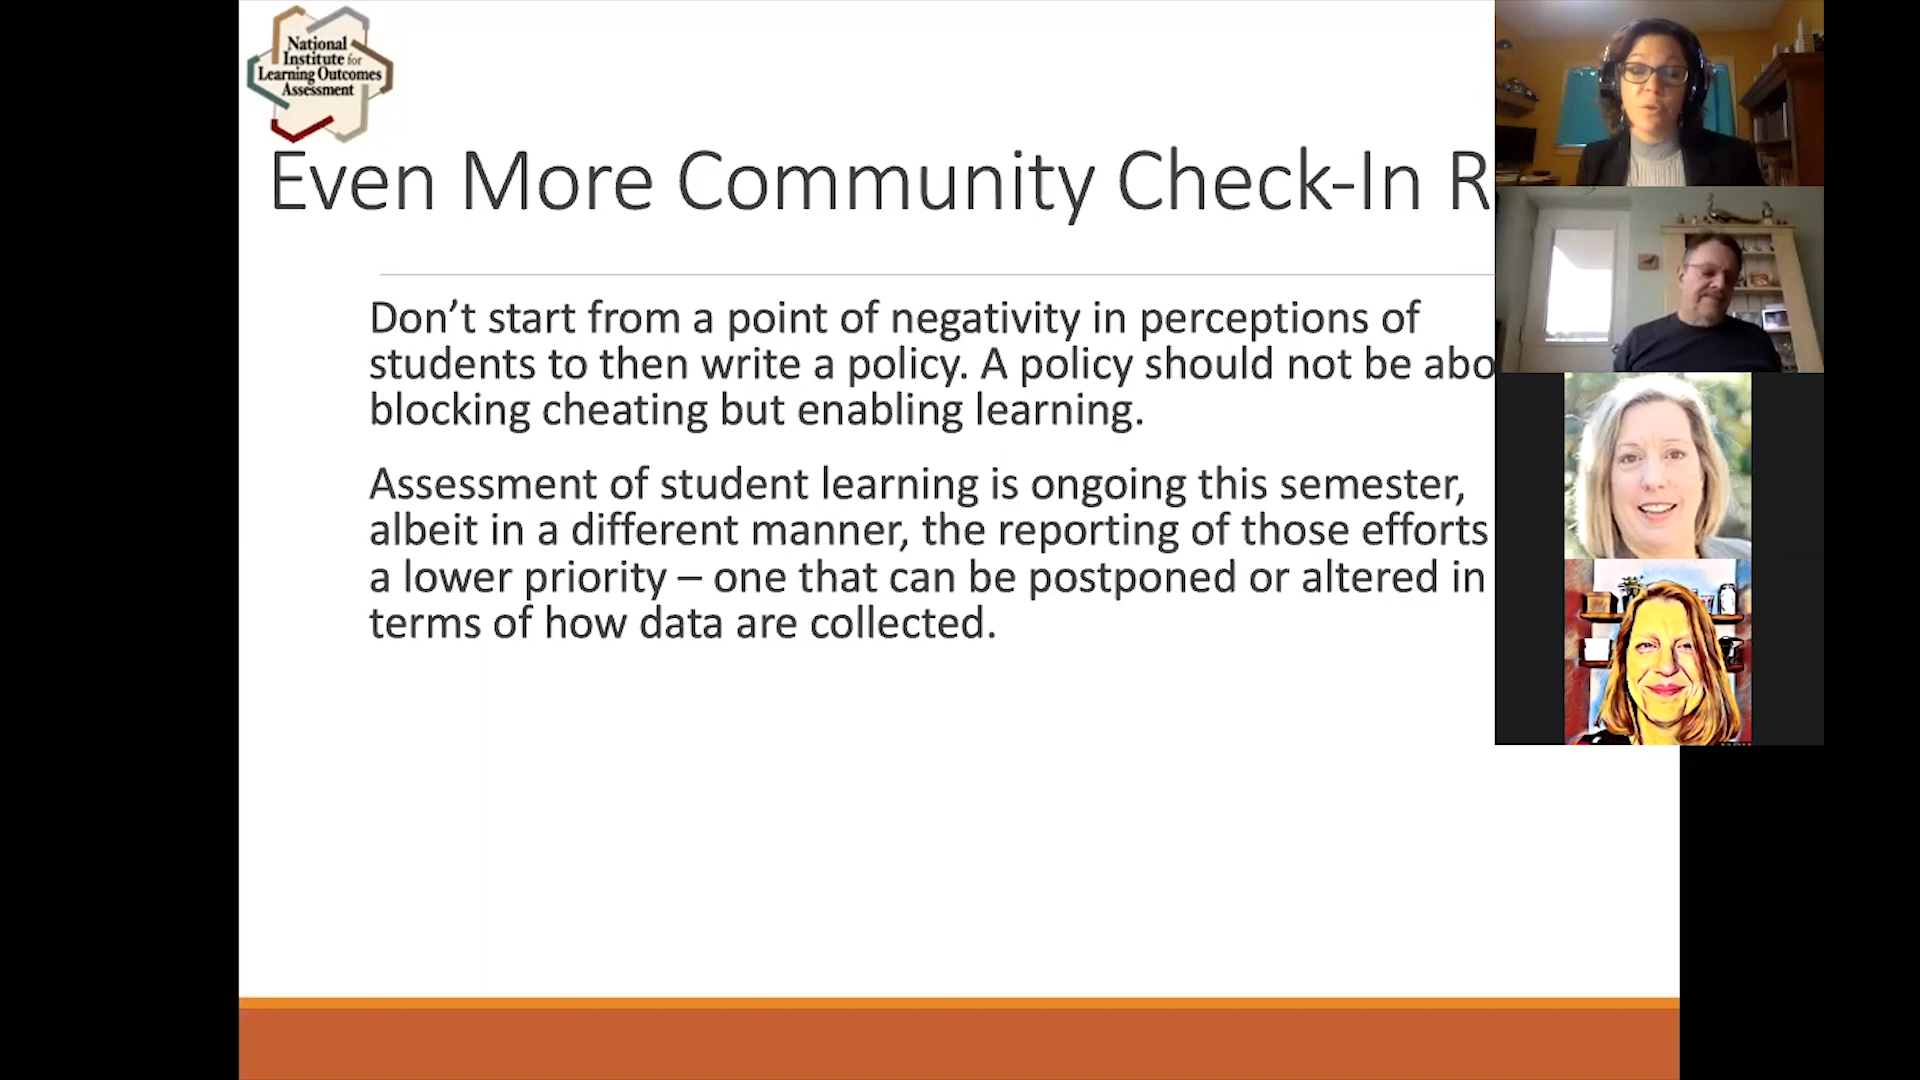 National
Institute for
Learning Outcomes
Assessment
Even More Community Check-In R
Don’t start from a point of negativity in perceptions of
students to then write a policy. A policy should not be abo
blocking cheating but enabling learning.
Assessment of student learning is ongoing this semester,
albeit in a different manner, the reporting of those efforts
a lower priority – one that can be postponed or altered in
terms of how data are collected.